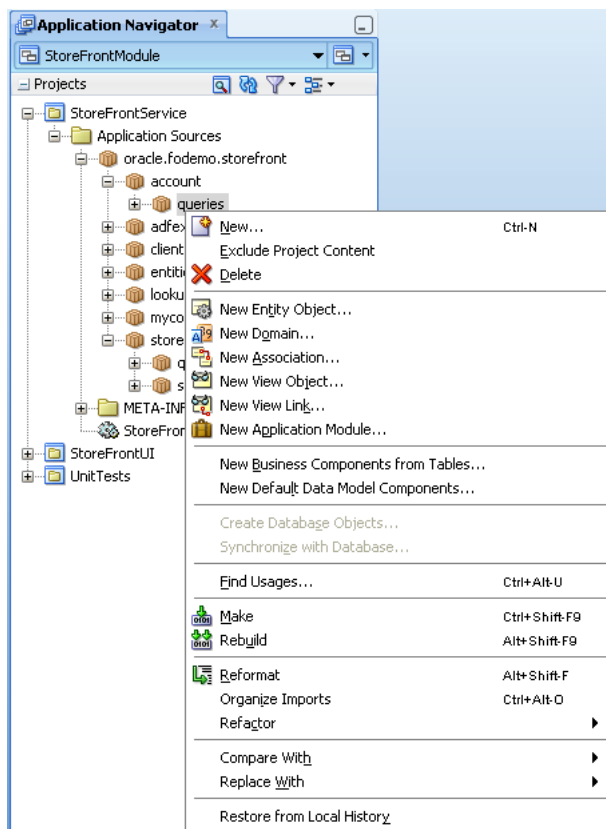 Application Navigator x
StoreFrontModule
Projects
StoreFrontService
Application Sources
oracle.fodemo.storefront
account
queries
adfex
client
entiti
looku
myco
store
q
s
META-INF
StoreFror
StoreFrontUI
UnitTests
New... Ctrl-N
Exclude Project Content
Delete
New Entity Object...
New Domain...
New Association...
New View Object...
New View Link...
New Application Module...
New Business Components from Tables...
New Default Data Model Components...
Create Database Objects...
Synchronize with Database...
Find Usages... Ctrl+Alt-U
Make Ctrl+Shift-F9
Rebuild Alt+Shift-F9
Reformat Alt+Shift-F
Organize Imports Ctrl+Alt-O
Refactor
Compare With
Replace With
Restore from Local History